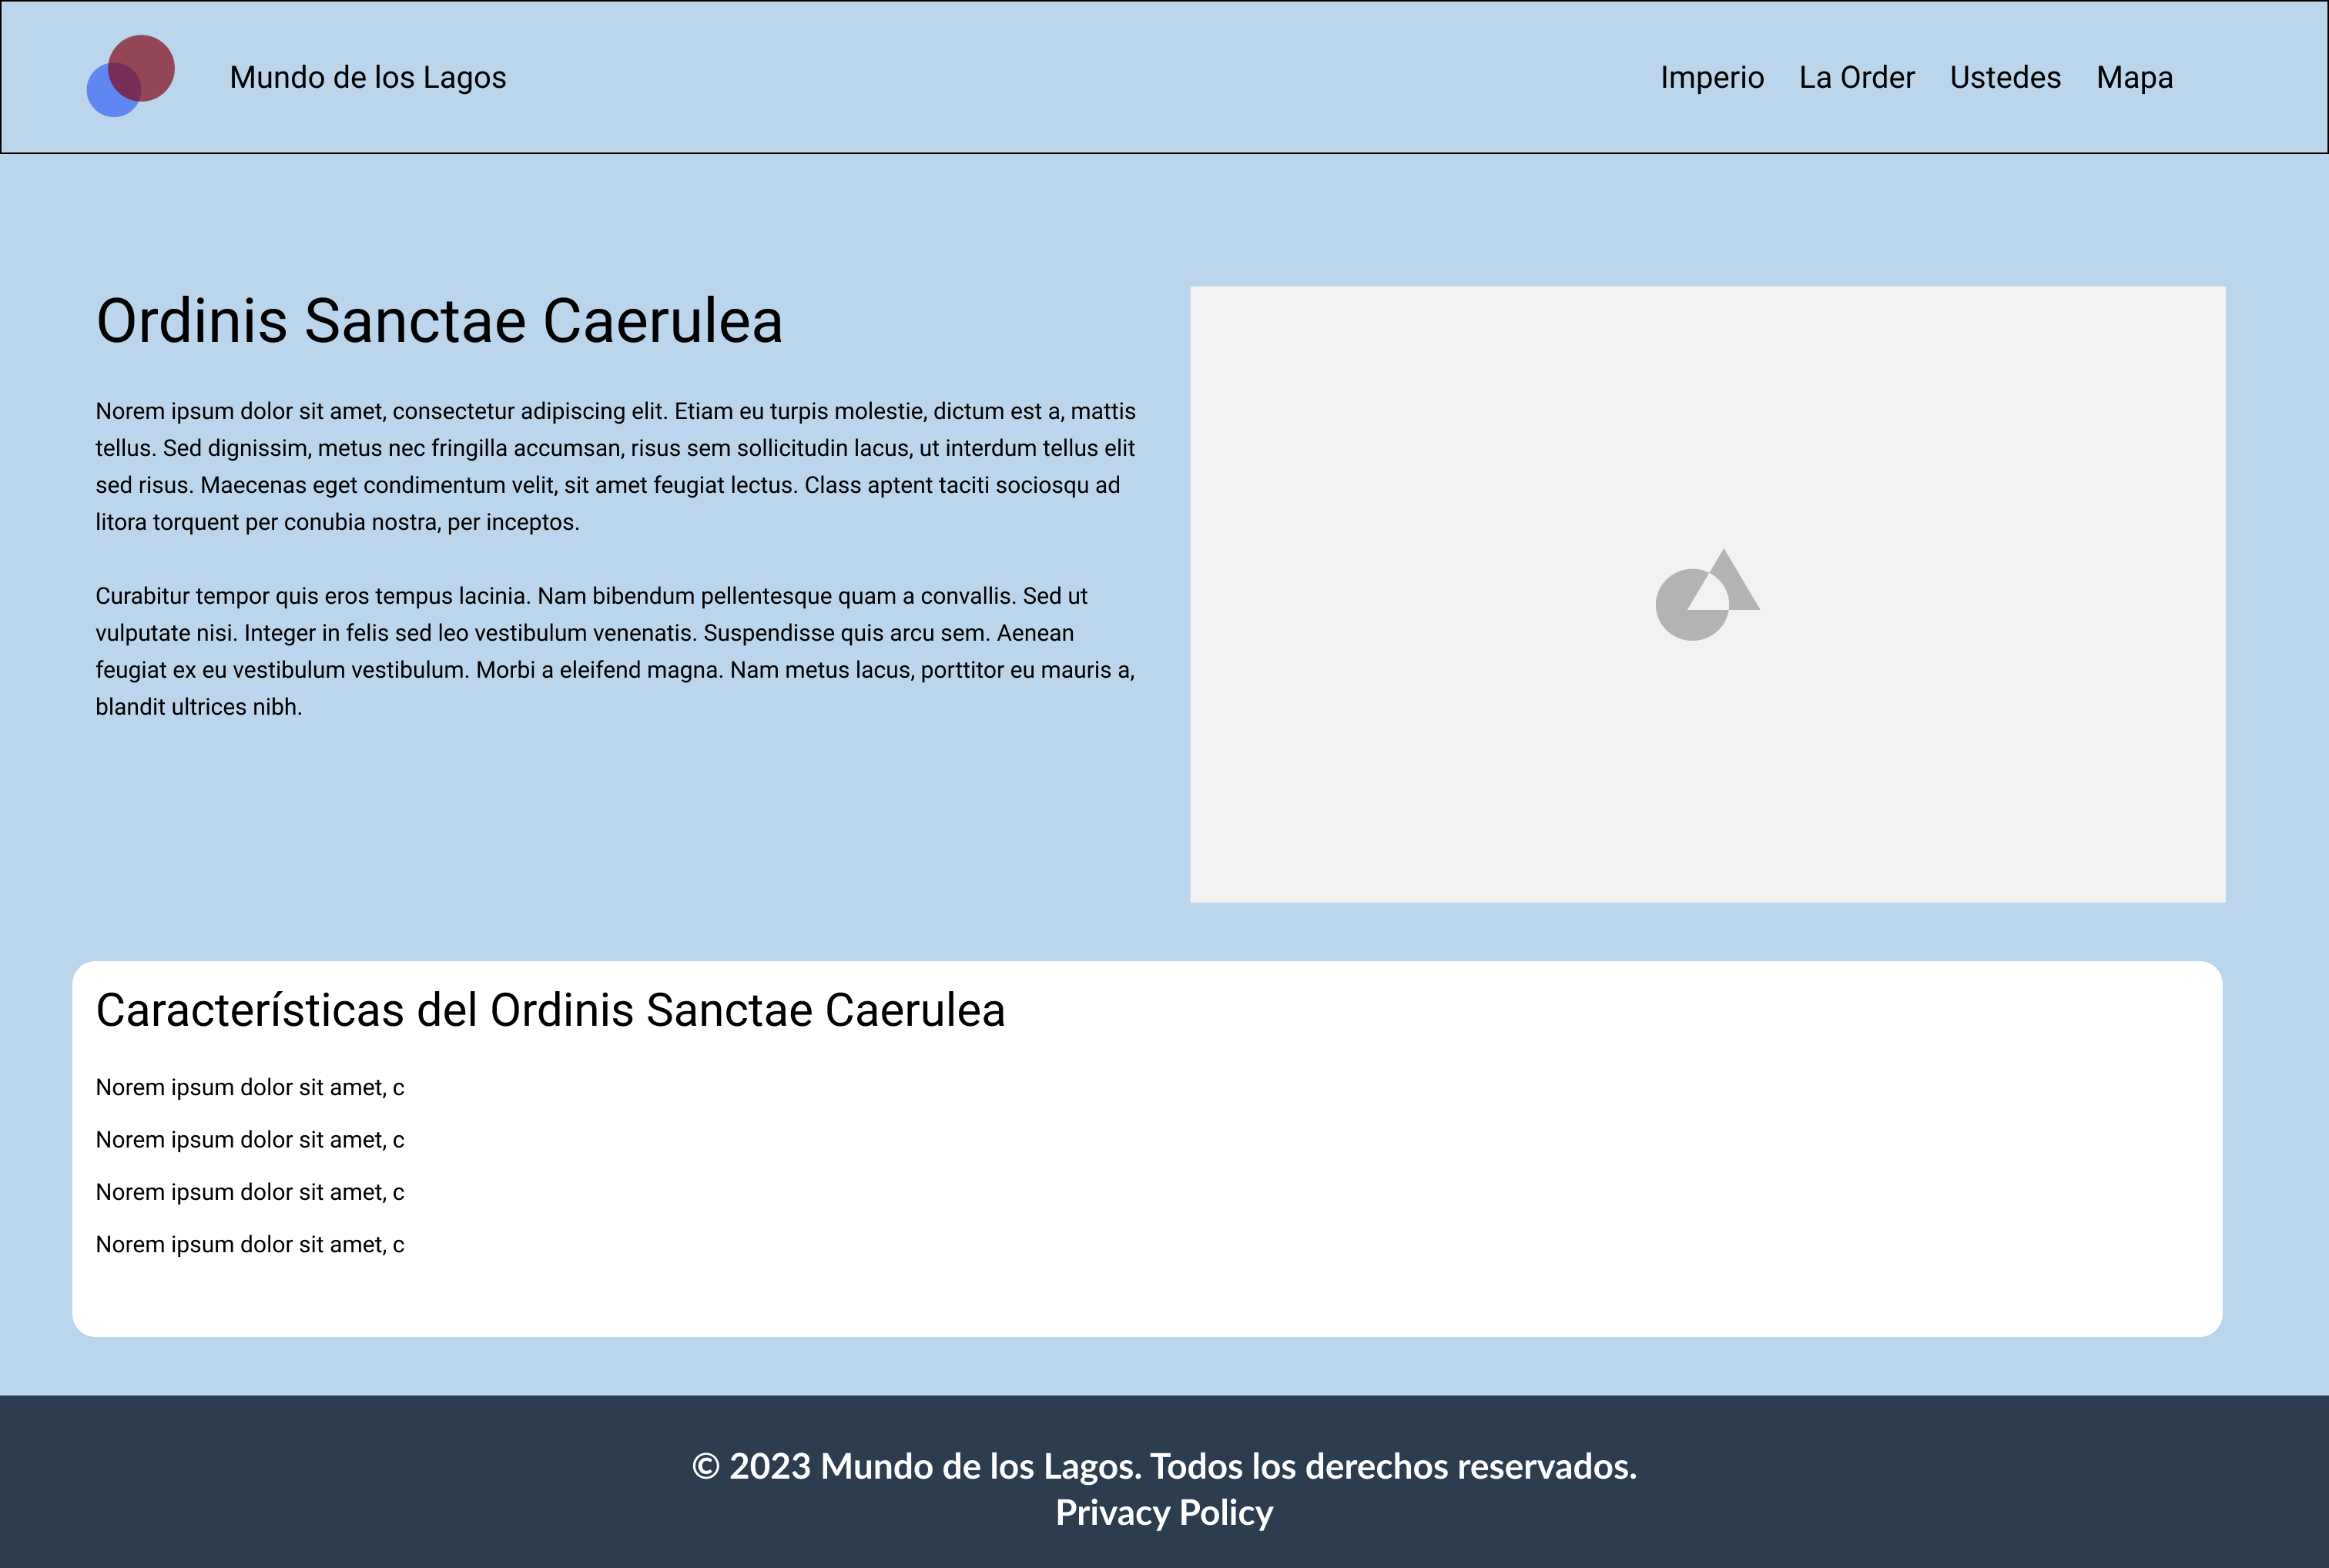 Mundo de los Lagos
Imperio La Order Ustedes Mapa
Ordinis Sanctae Caerulea
Norem ipsum dolor sit amet, consectetur adipiscing elit. Etiam eu turpis molestie, dictum est a, mattis
tellus. Sed dignissim, metus nec fringilla accumsan, risus sem sollicitudin lacus, ut interdum tellus elit
sed risus. Maecenas eget condimentum velit, sit amet feugiat lectus. Class aptent taciti sociosqu ad
litora torquent per conubia nostra, per inceptos.
Curabitur tempor quis eros tempus lacinia. Nam bibendum pellentesque quam a convallis. Sed ut
vulputate nisi. Integer in felis sed leo vestibulum venenatis. Suspendisse quis arcu sem. Aenean
feugiat ex eu vestibulum vestibulum. Morbi a eleifend magna. Nam metus lacus, porttitor eu mauris a,
blandit ultrices nibh.
Características del Ordinis Sanctae Caerulea
Norem ipsum dolor sit amet, c
Norem ipsum dolor sit amet, c
Norem ipsum dolor sit amet, c
Norem ipsum dolor sit amet, c
© 2023 Mundo de los Lagos. Todos los derechos reservados.
Privacy Policy